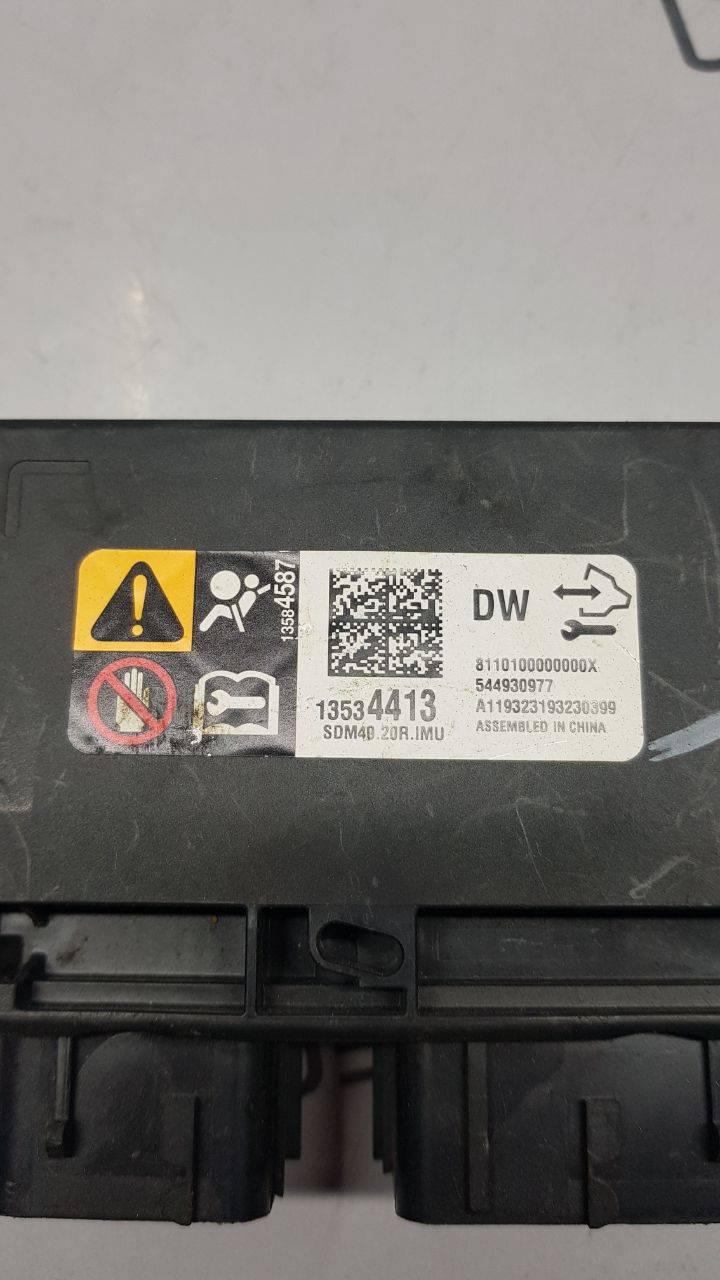 13584587
DW
8110100000000X
544930977
A119323193230399
ASSEMBLED IN CHINA
13534413
SDM40.20R.IMU